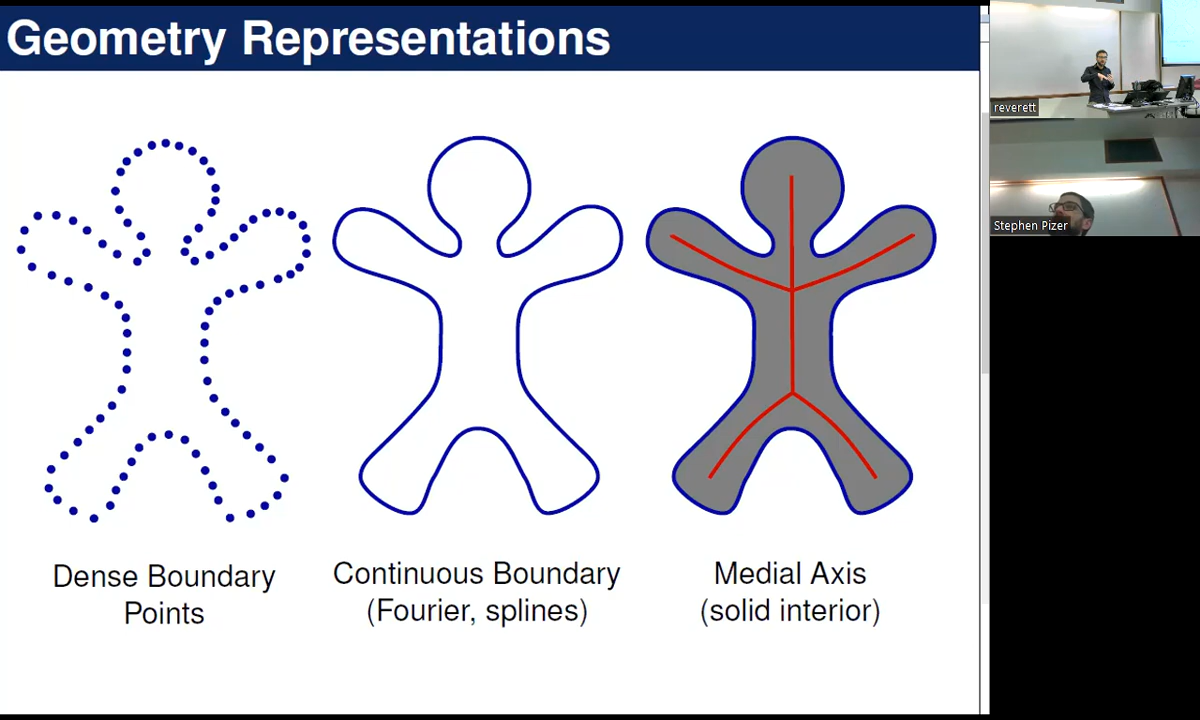 Geometry Representations
reverett
Stephen Pizer
Dense Boundary
Points
Continuous Boundary
(Fourier, splines)
Medial Axis
(solid interior)